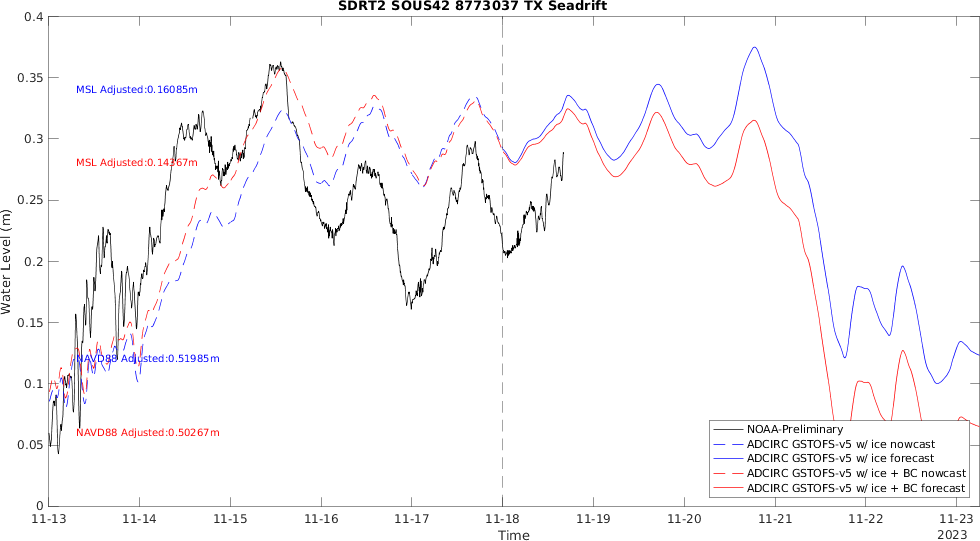 SDRT2 SOUS42 8773037 TX Seadrift
0.4
0.35
0.3
0.25
0.2
0.15
0.1
0.05
0
Water Level (m)
MSL Adjusted:0.16085m
MSL Adjusted:0.14367m
NAVD88 Adjusted:0.51985m
NAVD88 Adjusted:0.50267m
NOAA-Preliminary
ADCIRC GSTOFS-v5 w/ ice nowcast
ADCIRC GSTOFS-v5 w/ ice forecast
ADCIRC GSTOFS-v5 w/ ice + BC nowcast
ADCIRC GSTOFS-v5 w/ ice + BC forecast
11-13 11-14 11-15 11-16 11-17 11-18 11-19 11-20 11-21 11-22 11-23
2023
Time